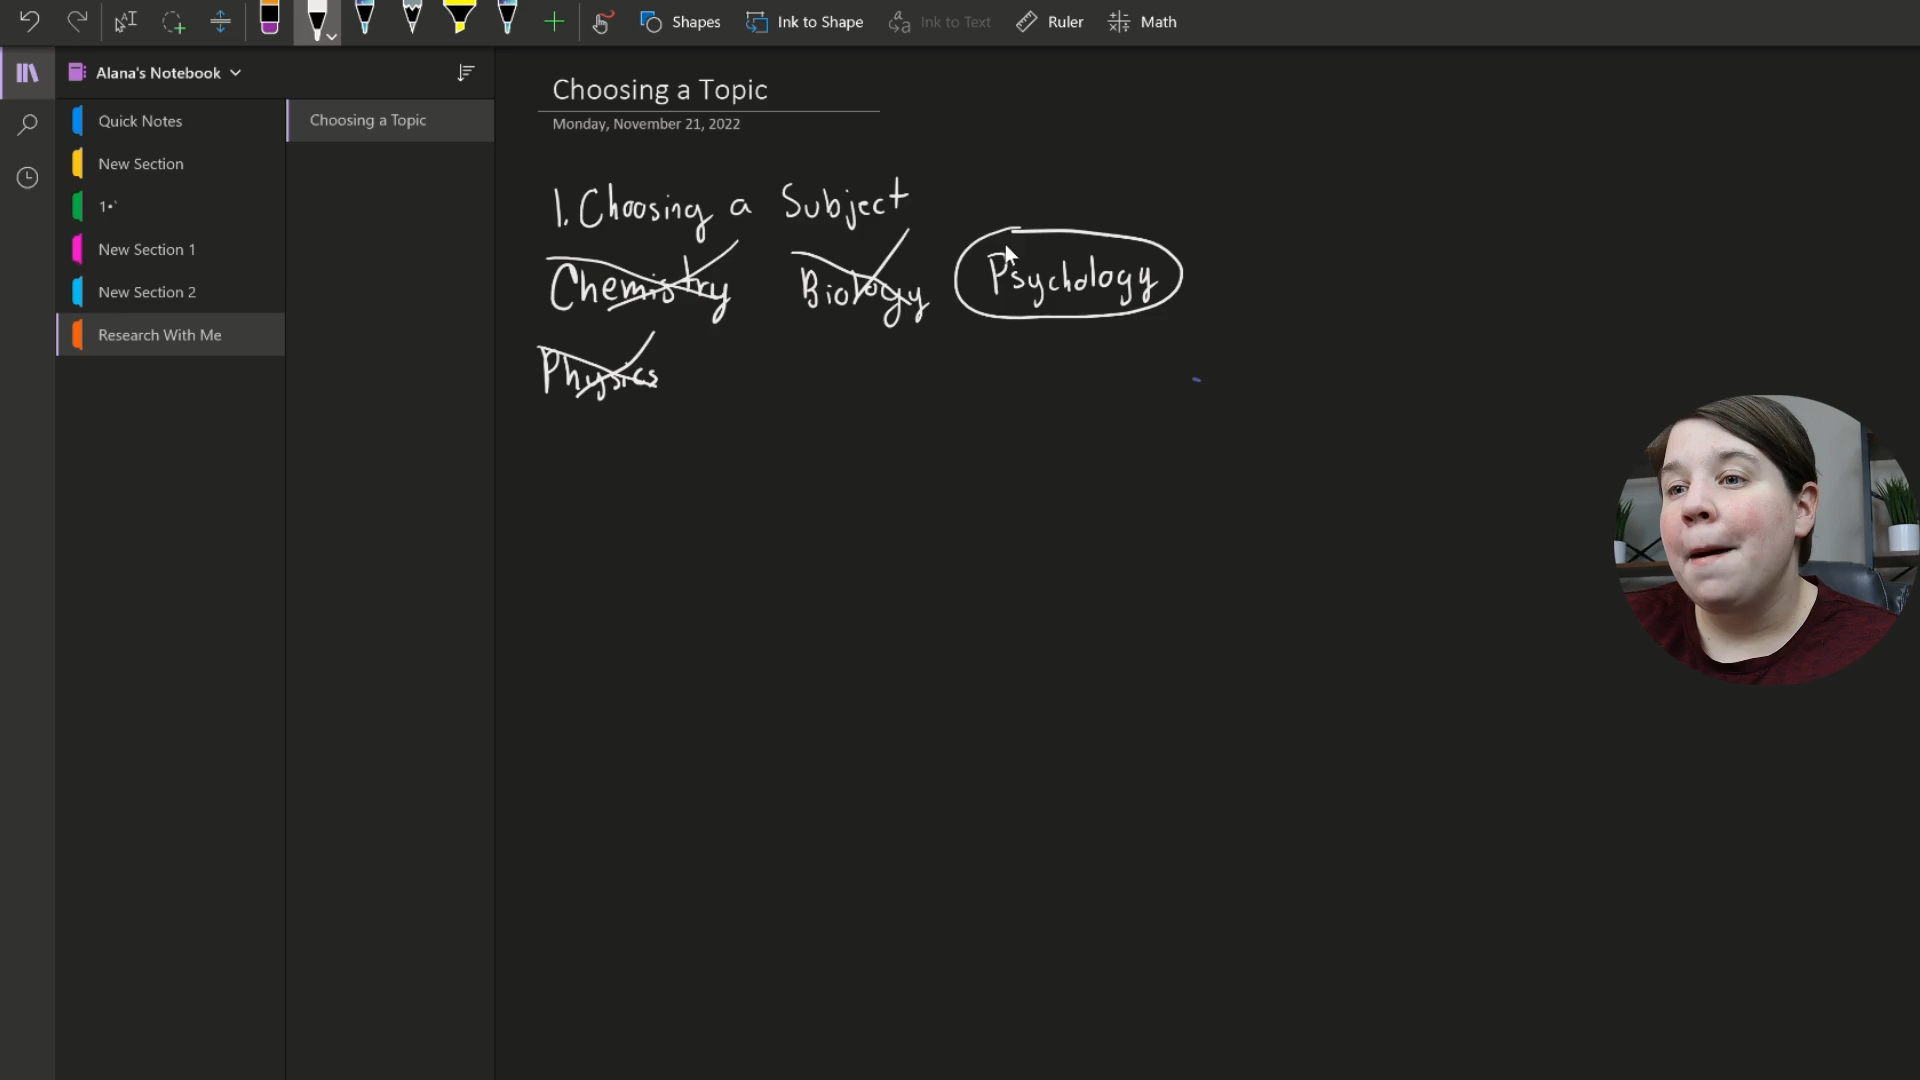 Shapes Ink to Shape Ink to Text Ruler Math
Alana's Notebook
Quick Notes
New Section
1•`
New Section 1
New Section 2
Research With Me
Choosing a Topic
Choosing a Topic
Monday, November 21, 2022
1. Choosing a Subject
Chemistry Biology Psychology
Physics